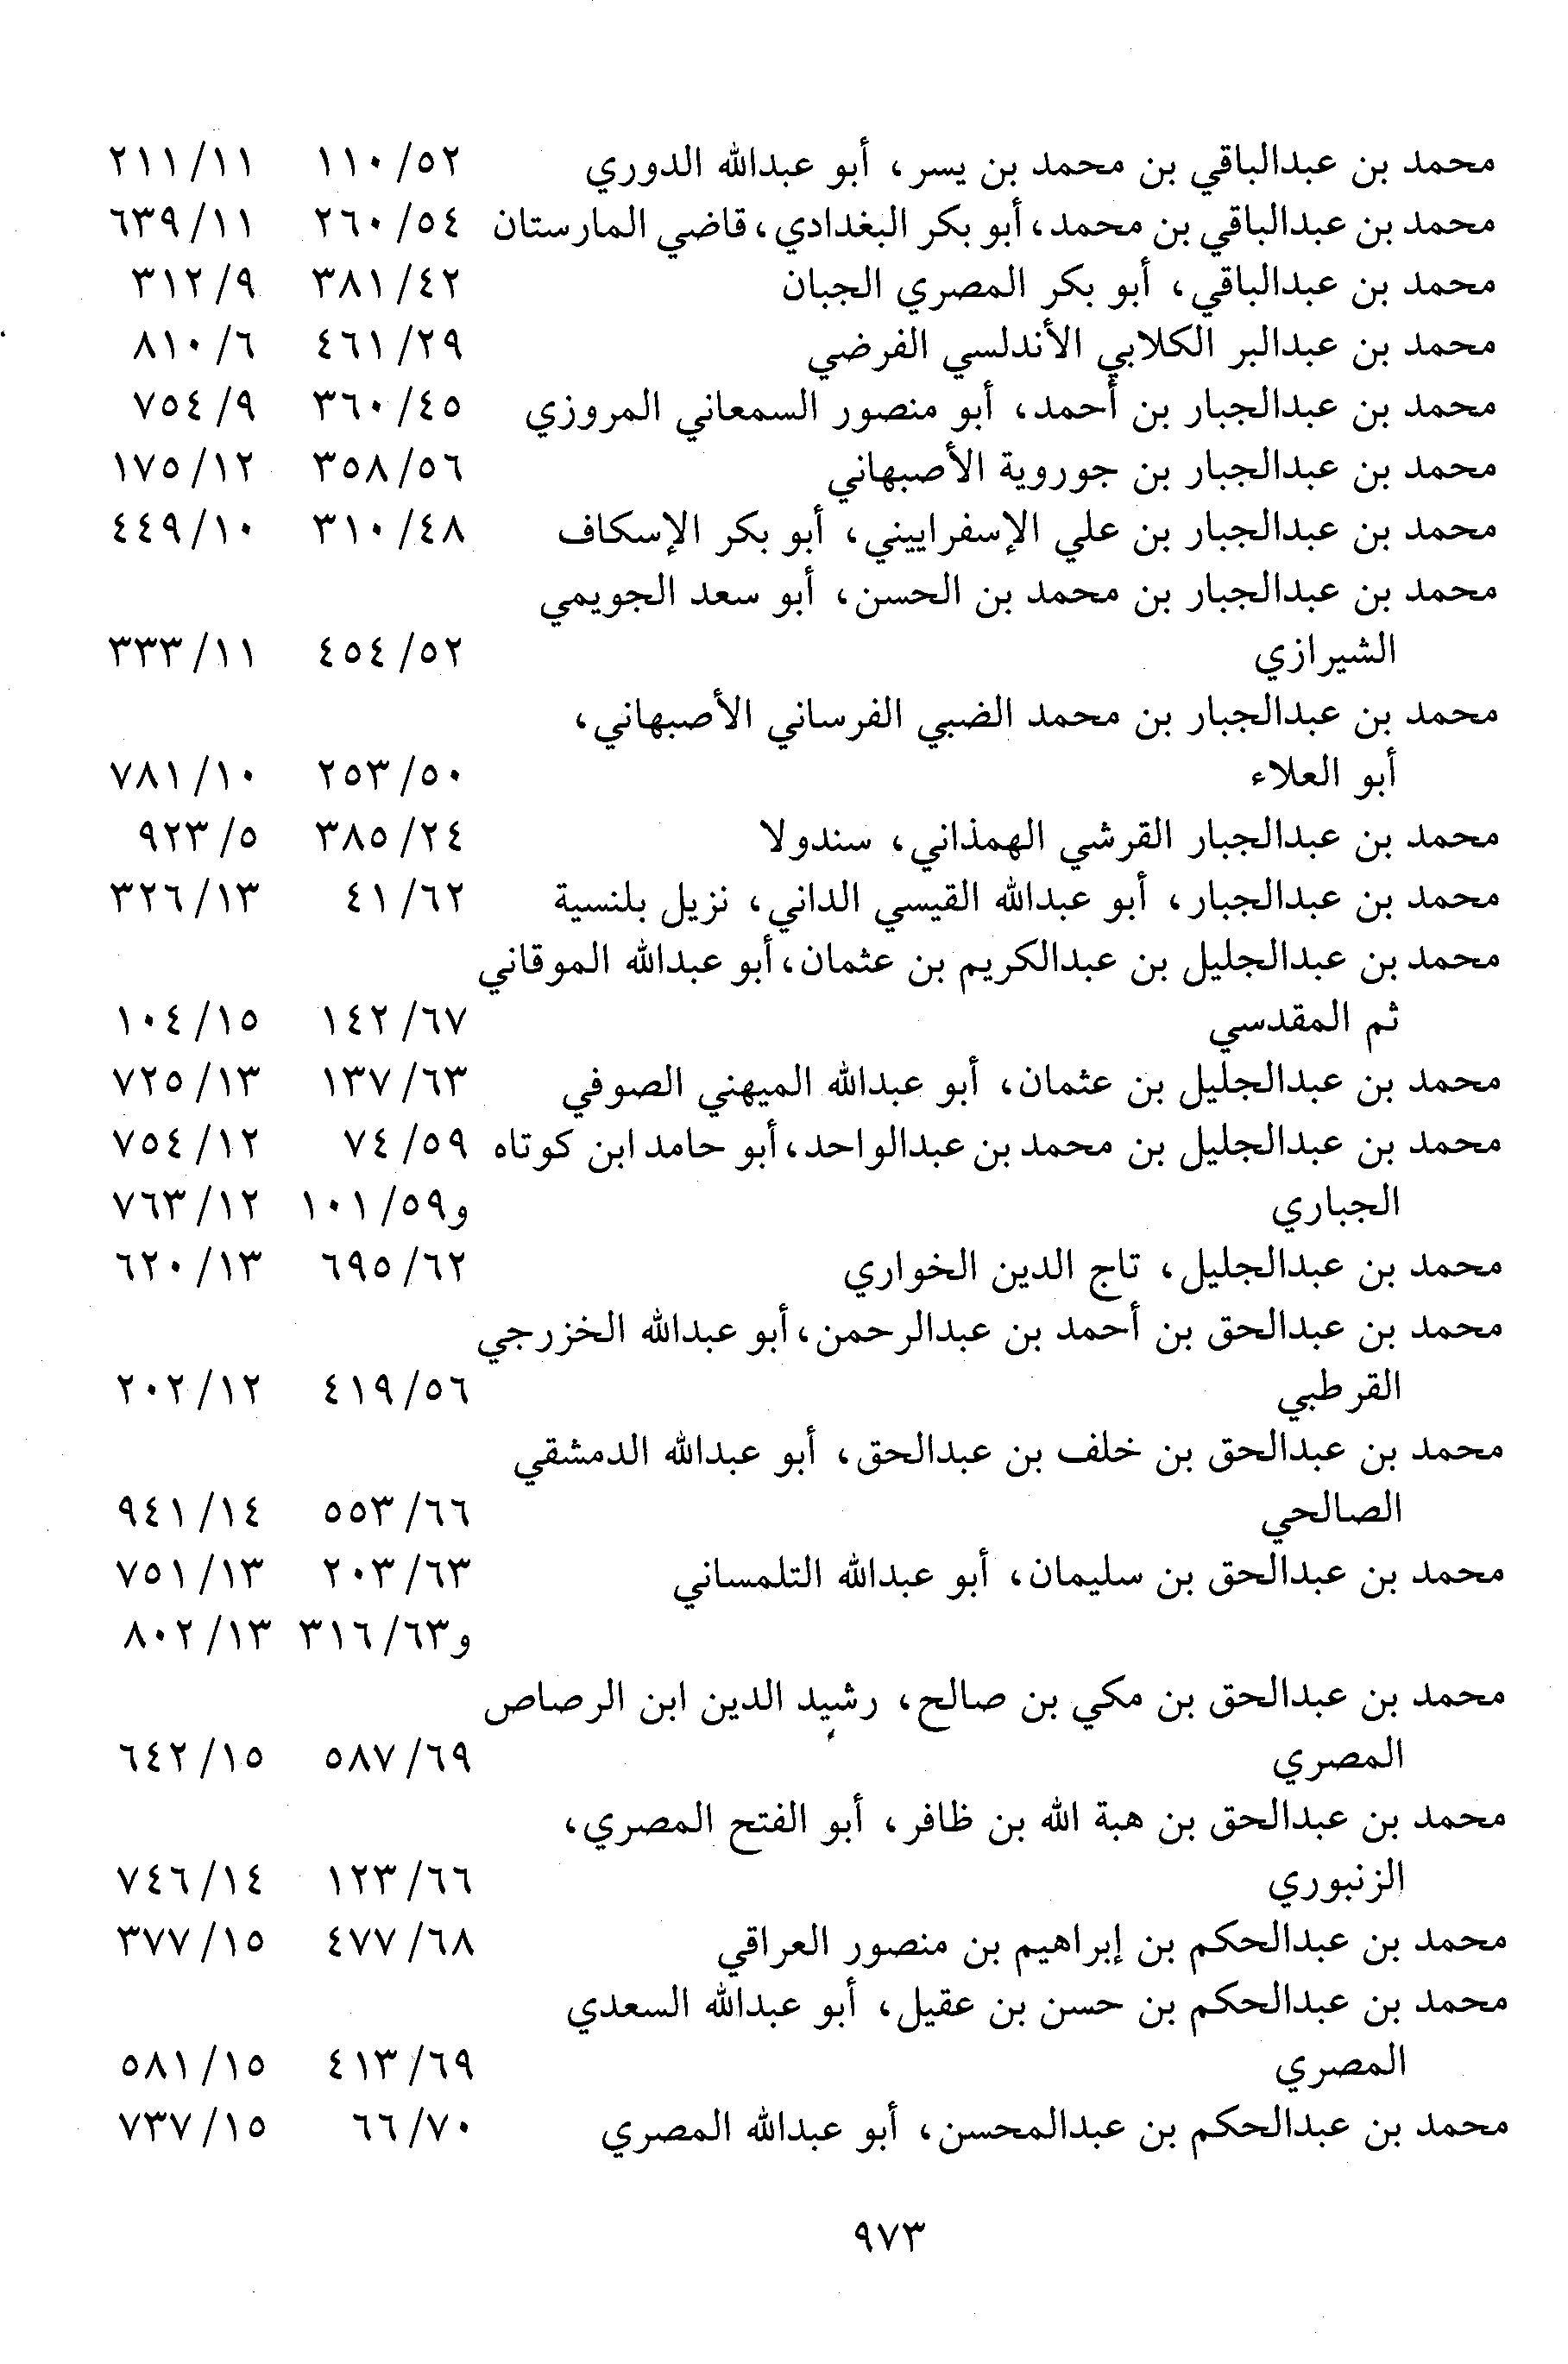 محمد بن عبدالباقي بن محمد بن يسر، أبو عبدالله الدوري ٥٢/ ١١٠ ١١/ ٢١١
محمد بن عبدالباقي بن محمد، أبو بكر البغدادي، قاضي المارستان ٥٤/ ٢٦٠ ١١/ ٦٣٩
محمد بن عبدالباقي، أبو بكر المصري الجبان ٤٢/ ٣٨١ ٩/ ٣١٢
محمد بن عبدالبر الكلابي الأندلسي الفرضي ٢٩/ ٤٦١ ٦/ ٨١٠
محمد بن عبدالجبار بن أحمد، أبو منصور السمعاني المروزي ٤٥/ ٣٦٠ ٩/ ٧٥٤
محمد بن عبدالجبار بن جوروية الأصبهاني ٥٦/ ٣٥٨ ١٢/ ١٧٥
محمد بن عبدالجبار بن علي الإسفراييني، أبو بكر الإسكاف ٤٨/ ٣١٠ ١٠/ ٤٤٩
محمد بن عبدالجبار بن محمد بن الحسن، أبو سعد الجويمي
الشيرازي ٥٢/ ٤٥٤ ١١/ ٣٣٣
محمد بن عبدالجبار بن محمد الضبي الفرساني الأصبهاني،
أبو العلاء ٥٠/ ٢٥٣ ١٠/ ٧٨١
محمد بن عبدالجبار القرشي الهمذاني، سندولا ٢٤/ ٣٨٥ ٥/ ٩٢٣
محمد بن عبدالجبار، أبو عبدالله القيسي الداني، نزيل بلنسية ٦٢/ ٤١ ١٣/ ٣٢٦
محمد بن عبدالجليل بن عبدالكريم بن عثمان، أبو عبدالله الموقاني
ثم المقدسي ٦٧/ ١٤٢ ١٥/ ١٠٤
محمد بن عبدالجليل بن عثمان، أبو عبدالله الميهني الصوفي ٦٣/ ١٣٧ ١٣/ ٧٢٥
محمد بن عبدالجليل بن محمد بن عبدالواحد، أبو حامد ابن كوتاه ٥٩/ ٧٤ ١٢/ ٧٥٤
الجباري و٥٩/ ١٠١ ١٢/ ٧٦٣
محمد بن عبدالجليل، تاج الدين الخواري ٦٢/ ٦٩٥ ١٣/ ٦٢٠
محمد بن عبدالحق بن أحمد بن عبدالرحمن، أبو عبدالله الخزرجي
القرطبي ٥٦/ ٤١٩ ١٢/ ٢٠٢
محمد بن عبدالحق بن خلف بن عبدالحق، أبو عبدالله الدمشقي
الصالحي ٦٦/ ٥٥٣ ١٤/ ٩٤١
محمد بن عبدالحق بن سليمان، أبو عبدالله التلمساني ٦٣/ ٢٠٣ ١٣/ ٧٥١
و٦٣/ ٣١٦ ١٣/ ٨٠٢
محمد بن عبدالحق بن مكي بن صالح، رشيد الدين ابن الرصاص
المصري ٦٩/ ٥٨٧ ١٥/ ٦٤٢
محمد بن عبدالحق بن هبة الله بن ظافر، أبو الفتح المصري،
الزنبوري ٦٦/ ١٢٣ ١٤/ ٧٤٦
محمد بن عبدالحكم بن إبراهيم بن منصور العراقي ٦٨/ ٤٧٧ ١٥/ ٣٧٧
محمد بن عبدالحكم بن حسن بن عقيل، أبو عبدالله السعدي
المصري ٦٩/ ٤١٣ ١٥/ ٥٨١
محمد بن عبدالحكم بن عبدالمحسن، أبو عبدالله المصري ٧٠/ ٦٦ ١٥/ ٧٣٧
٩٧٣